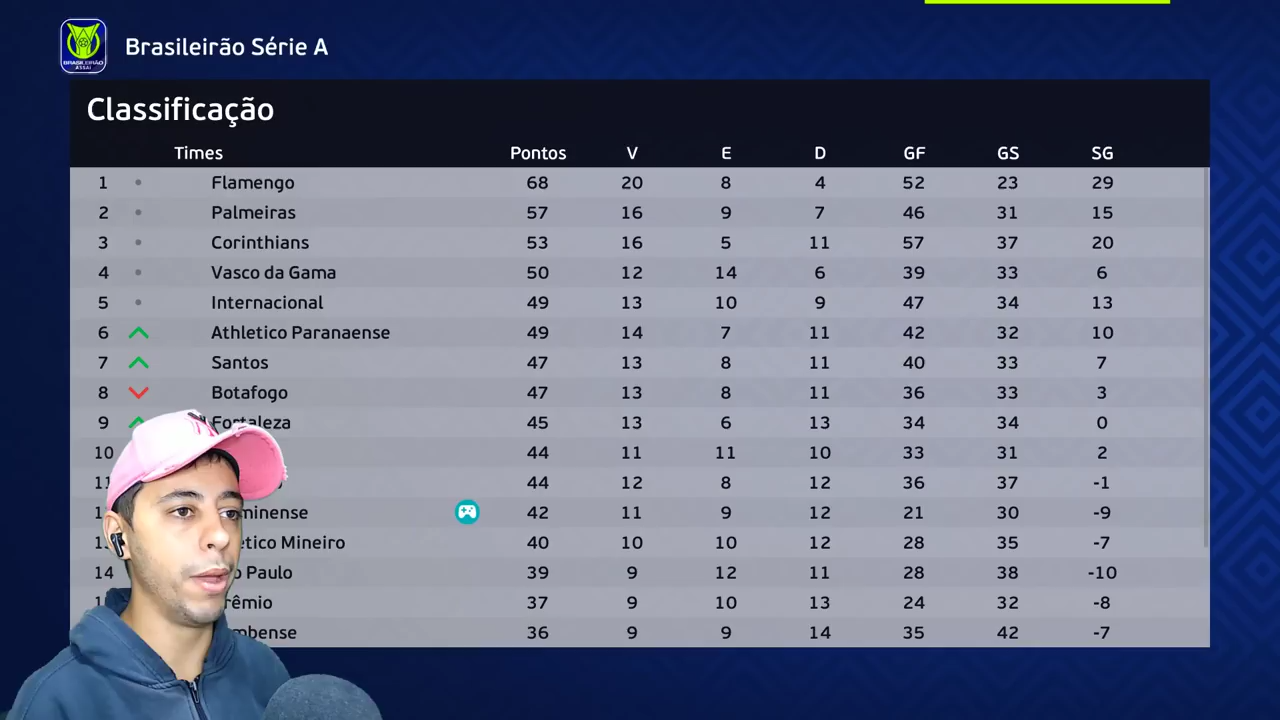 Brasileirão Série A
BRASILEIRÃO
ASSAÍ
Classificação
Times Pontos V E D GF GS SG
1 Flamengo 68 20 8 4 52 23 29
2 Palmeiras 57 16 9 7 46 31 15
3 Corinthians 53 16 5 11 57 37 20
4 Vasco da Gama 50 12 14 6 39 33 6
5 Internacional 49 13 10 9 47 34 13
6 Athletico Paranaense 49 14 7 11 42 32 10
7 Santos 47 13 8 11 40 33 7
8 Botafogo 47 13 8 11 36 33 3
9 Fortaleza 45 13 6 13 34 34 0
10 44 11 11 10 33 31 2
11 44 12 8 12 36 37 -1
minense 42 11 9 12 21 30 -9
etico Mineiro 40 10 10 12 28 35 -7
14 o Paulo 39 9 12 11 28 38 -10
rêmio 37 9 10 13 24 32 -8
mbense 36 9 9 14 35 42 -7